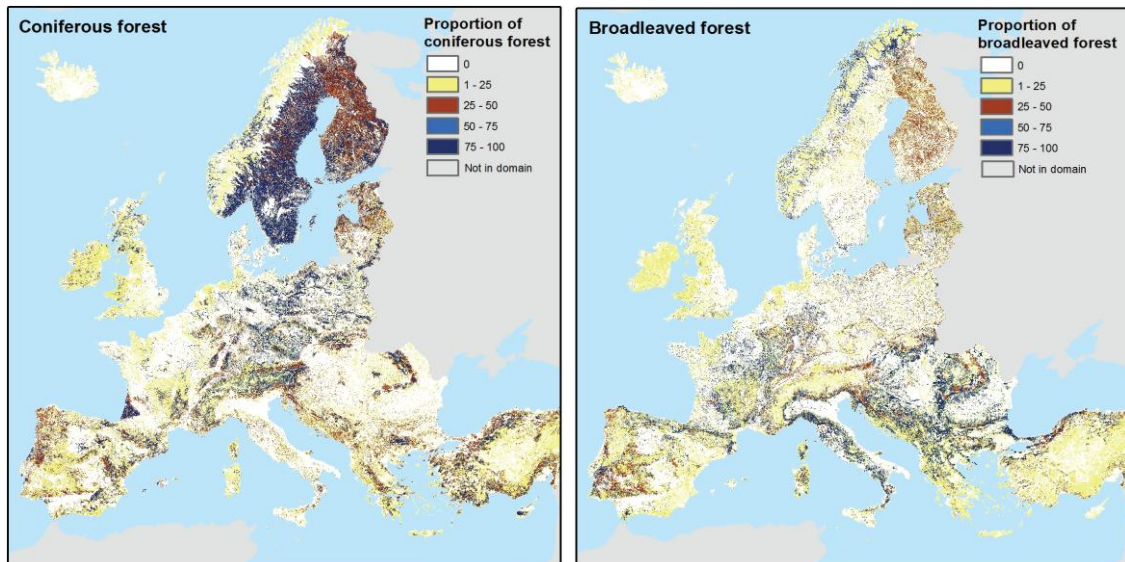 Coniferous forest
Proportion of
coniferous forest
0
1 - 25
25 - 50
50 - 75
75 - 100
Not in domain
Broadleaved forest
Proportion of
broadleaved forest
0
1 - 25
25 - 50
50 - 75
75 - 100
Not in domain